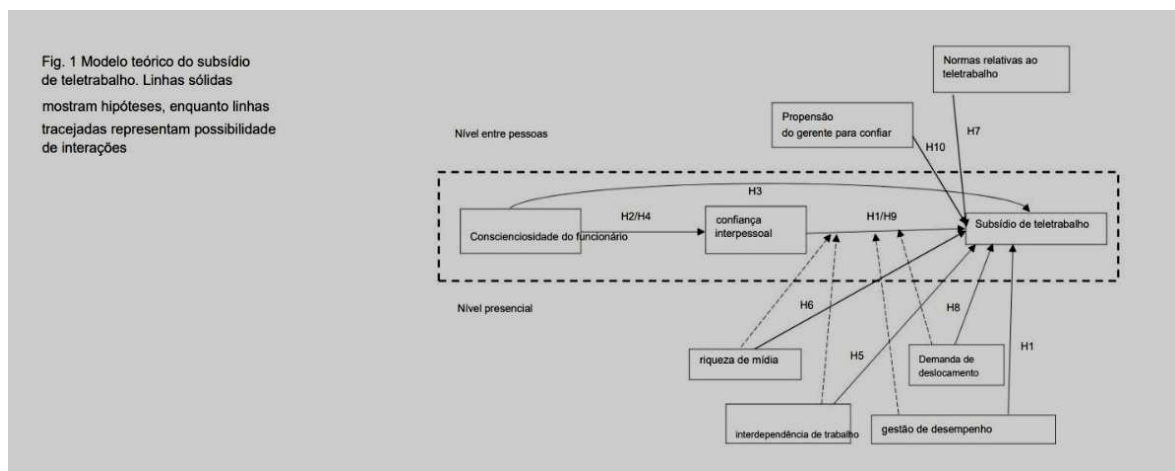 Fig. 1 Modelo teórico do subsídio
de teletrabalho. Linhas sólidas
mostram hipóteses, enquanto linhas
tracejadas representam possibilidade
de interações
Normas relativas ao
teletrabalho
Propensão
do gerente para confiar
H7
H10
Nível entre pessoas
H3
Conscienciosidade do funcionário
H2/H4
confiança
interpessoal
H1/H9
Subsídio de teletrabalho
Nível presencial
H6
H8
H5
H1
riqueza de mídia
Demanda de
deslocamento
interdependência de trabalho
gestão de desempenho